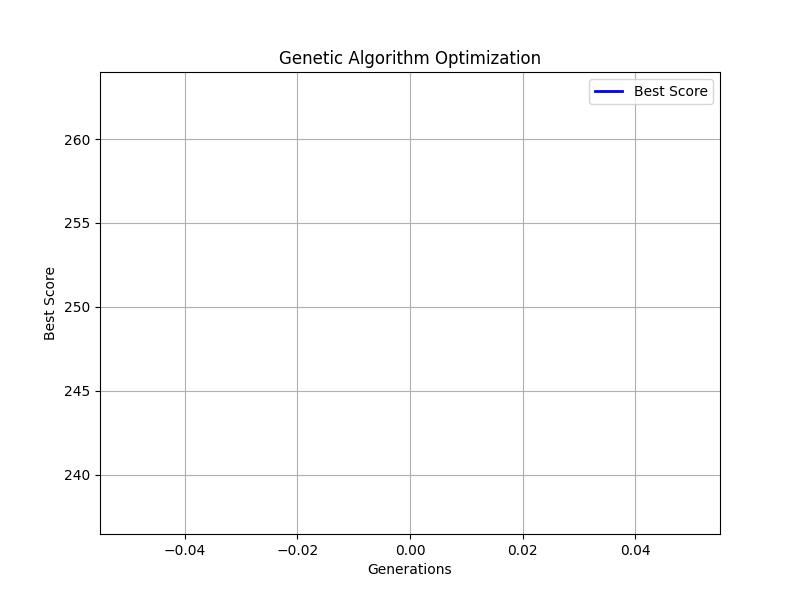 Genetic Algorithm Optimization
Best Score
260
255
250
245
240
Best Score
−0.04
−0.02
0.00
0.02
0.04
Generations